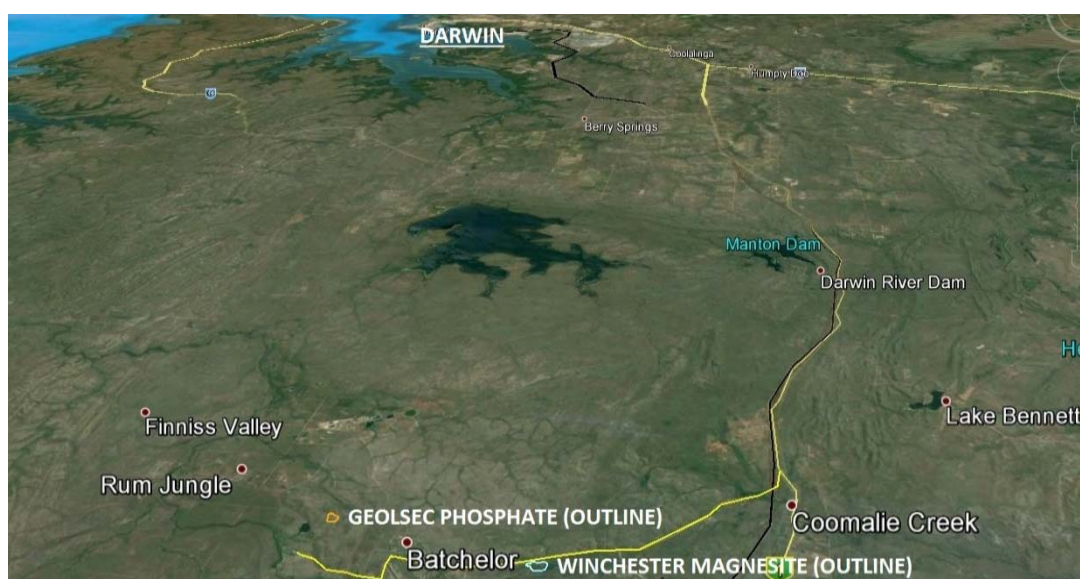 DARWIN
Coolalinga
Humpty Doo
Berry Springs
Manton Dam
Darwin River Dam
Lake Bennett
Finniss Valley
Rum Jungle
GEOLSEC PHOSPHATE (OUTLINE)
Coomalie Creek
Batchelor
WINCHESTER MAGNESITE (OUTLINE)